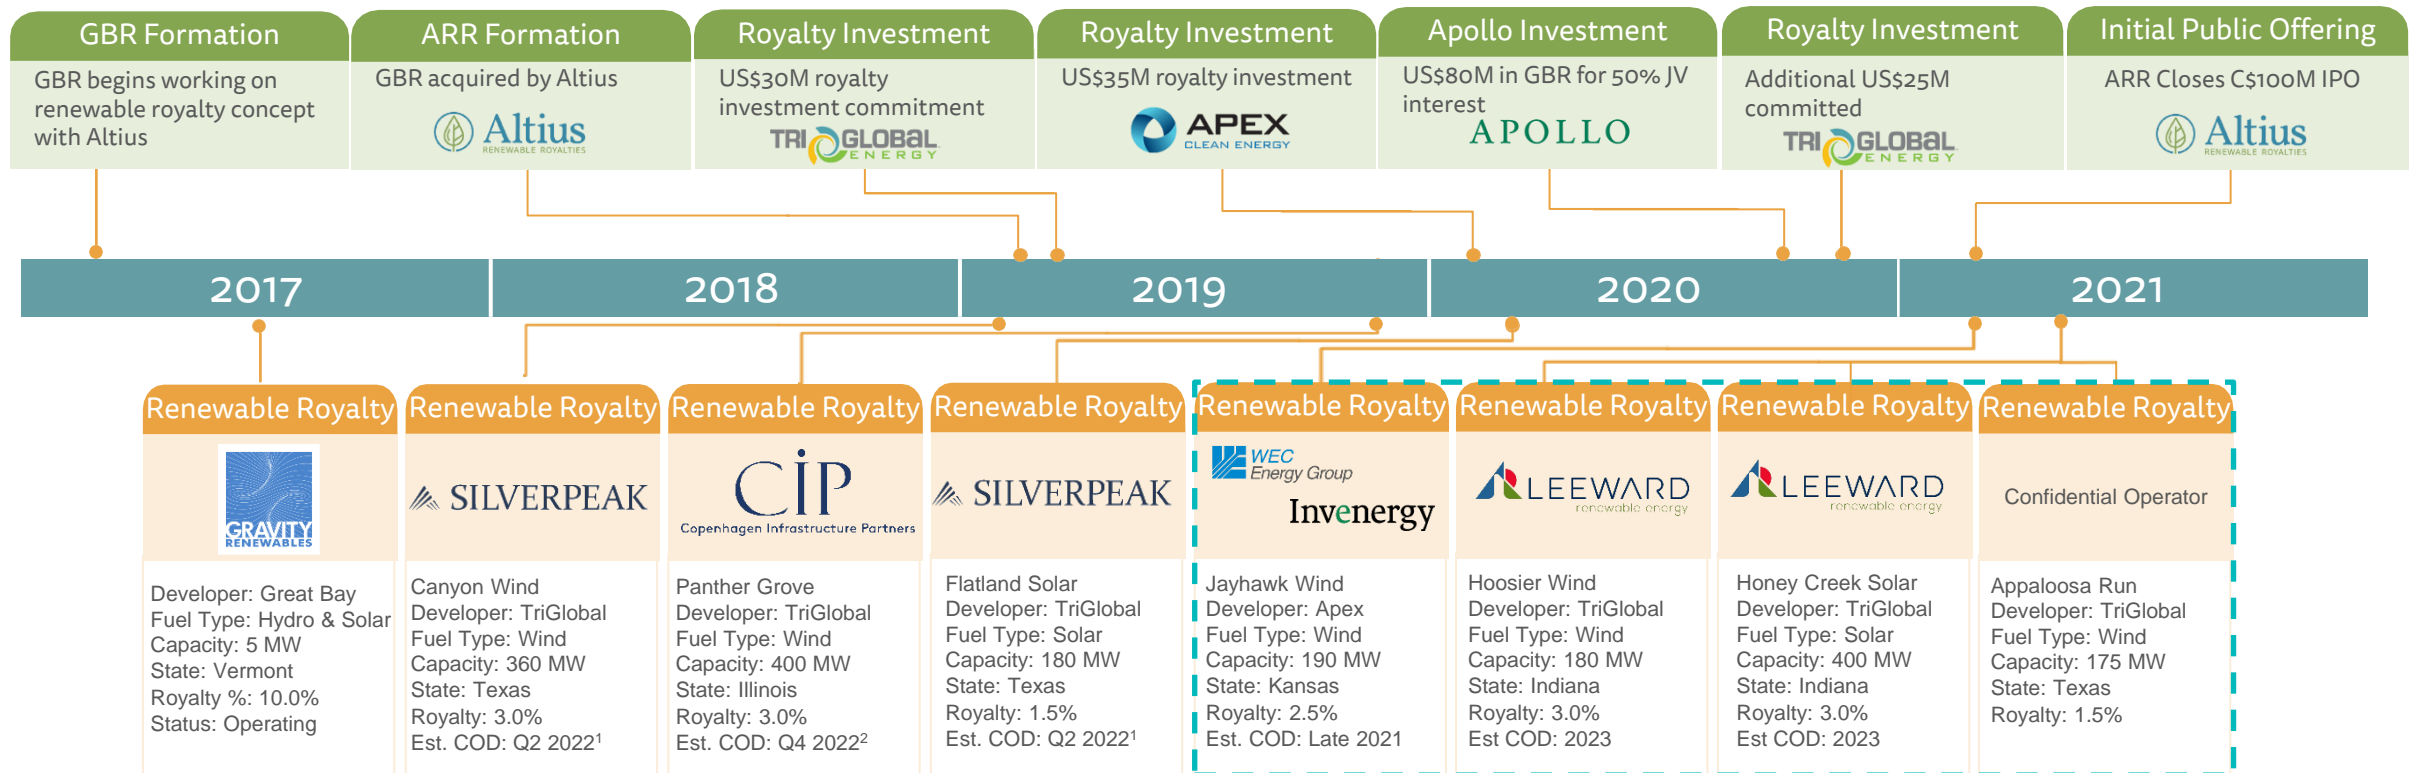 GBR Formation
GBR begins working on
renewable royalty concept
with Altius
ARR Formation
GBR acquired by Altius
Altius
RENEWABLE ROYALTIES
Royalty Investment
US$30M royalty
investment commitment
TRI GLOBAL
ENERGY
Royalty Investment
US$35M royalty investment
APEX
CLEAN ENERGY
Apollo Investment
US$80M in GBR for 50% JV
interest
APOLLO
Royalty Investment
Additional US$25M
committed
TRI GLOBAL
ENERGY
Initial Public Offering
ARR Closes C$100M IPO
Altius
RENEWABLE ROYALTIES
2017
2018
2019
2020
2021
Renewable Royalty
GRAVITY
RENEWABLES
Developer: Great Bay
Fuel Type: Hydro & Solar
Capacity: 5 MW
State: Vermont
Royalty %: 10.0%
Status: Operating
Renewable Royalty
SILVERPEAK
Canyon Wind
Developer: TriGlobal
Fuel Type: Wind
Capacity: 360 MW
State: Texas
Royalty: 3.0%
Est. COD: Q2 2022¹
Renewable Royalty
CIP
Copenhagen Infrastructure Partners
Panther Grove
Developer: TriGlobal
Fuel Type: Wind
Capacity: 400 MW
State: Illinois
Royalty: 3.0%
Est. COD: Q4 2022²
Renewable Royalty
SILVERPEAK
Flatland Solar
Developer: TriGlobal
Fuel Type: Solar
Capacity: 180 MW
State: Texas
Royalty: 1.5%
Est. COD: Q2 2022¹
Renewable Royalty
WEC
Energy Group
Invenergy
Jayhawk Wind
Developer: Apex
Fuel Type: Wind
Capacity: 190 MW
State: Kansas
Royalty: 2.5%
Est. COD: Late 2021
Renewable Royalty
LEEWARD
renewable energy
Hoosier Wind
Developer: TriGlobal
Fuel Type: Wind
Capacity: 180 MW
State: Indiana
Royalty: 3.0%
Est COD: 2023
Renewable Royalty
LEEWARD
renewable energy
Honey Creek Solar
Developer: TriGlobal
Fuel Type: Solar
Capacity: 400 MW
State: Indiana
Royalty: 3.0%
Est COD: 2023
Renewable Royalty
Confidential Operator
Appaloosa Run
Developer: TriGlobal
Fuel Type: Wind
Capacity: 175 MW
State: Texas
Royalty: 1.5%